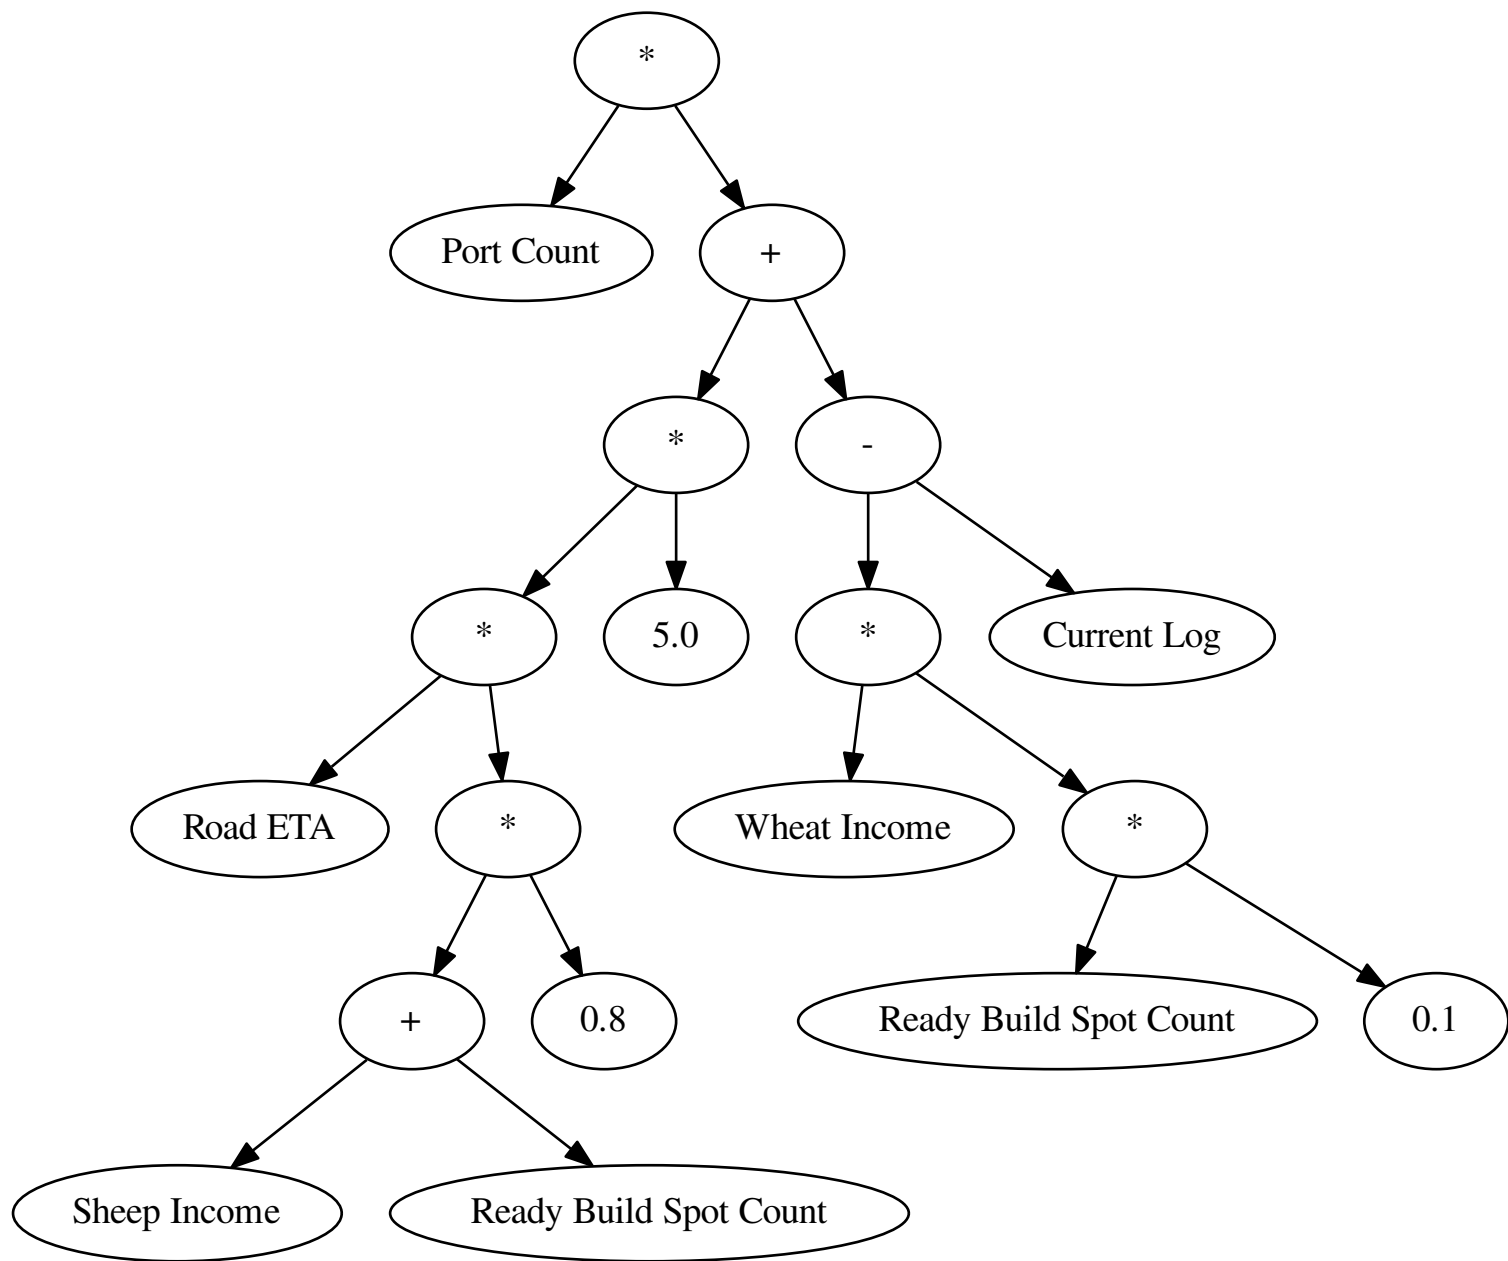 *
Port Count
+
*
-
*
5.0
*
Current Log
Road ETA
*
Wheat Income
*
+
0.8
Ready Build Spot Count
0.1
Sheep Income
Ready Build Spot Count